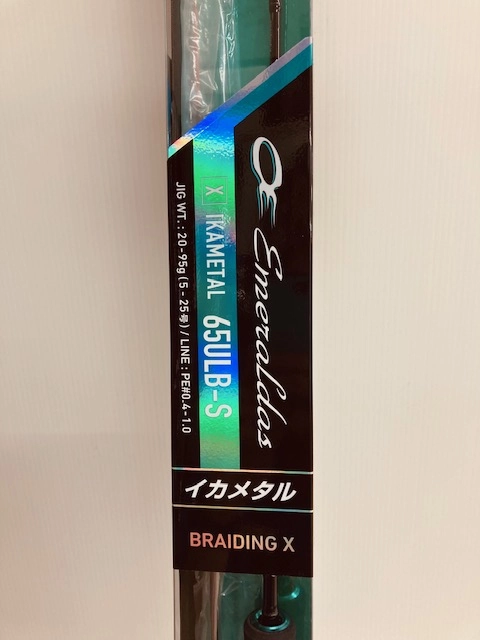 Emeraldas
X IKAMETAL 65ULB-S
JIG WT. : 20-95g (5-25号) / LINE : PE#0.4-1.0
イカメタル
BRAIDING X